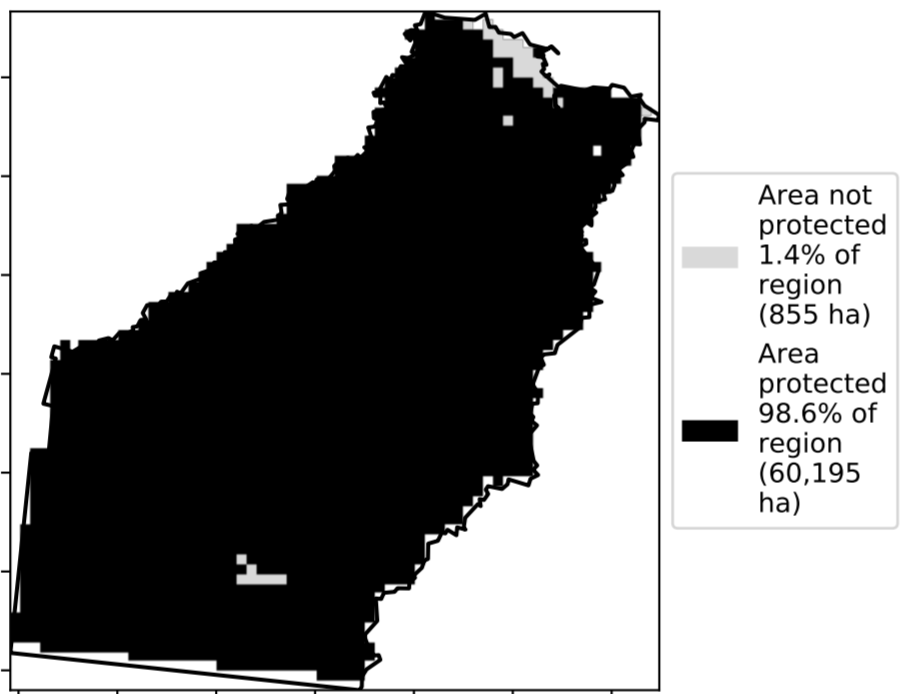 Area not
protected
1.4% of
region
(855 ha)
Area
protected
98.6% of
region
(60,195
ha)